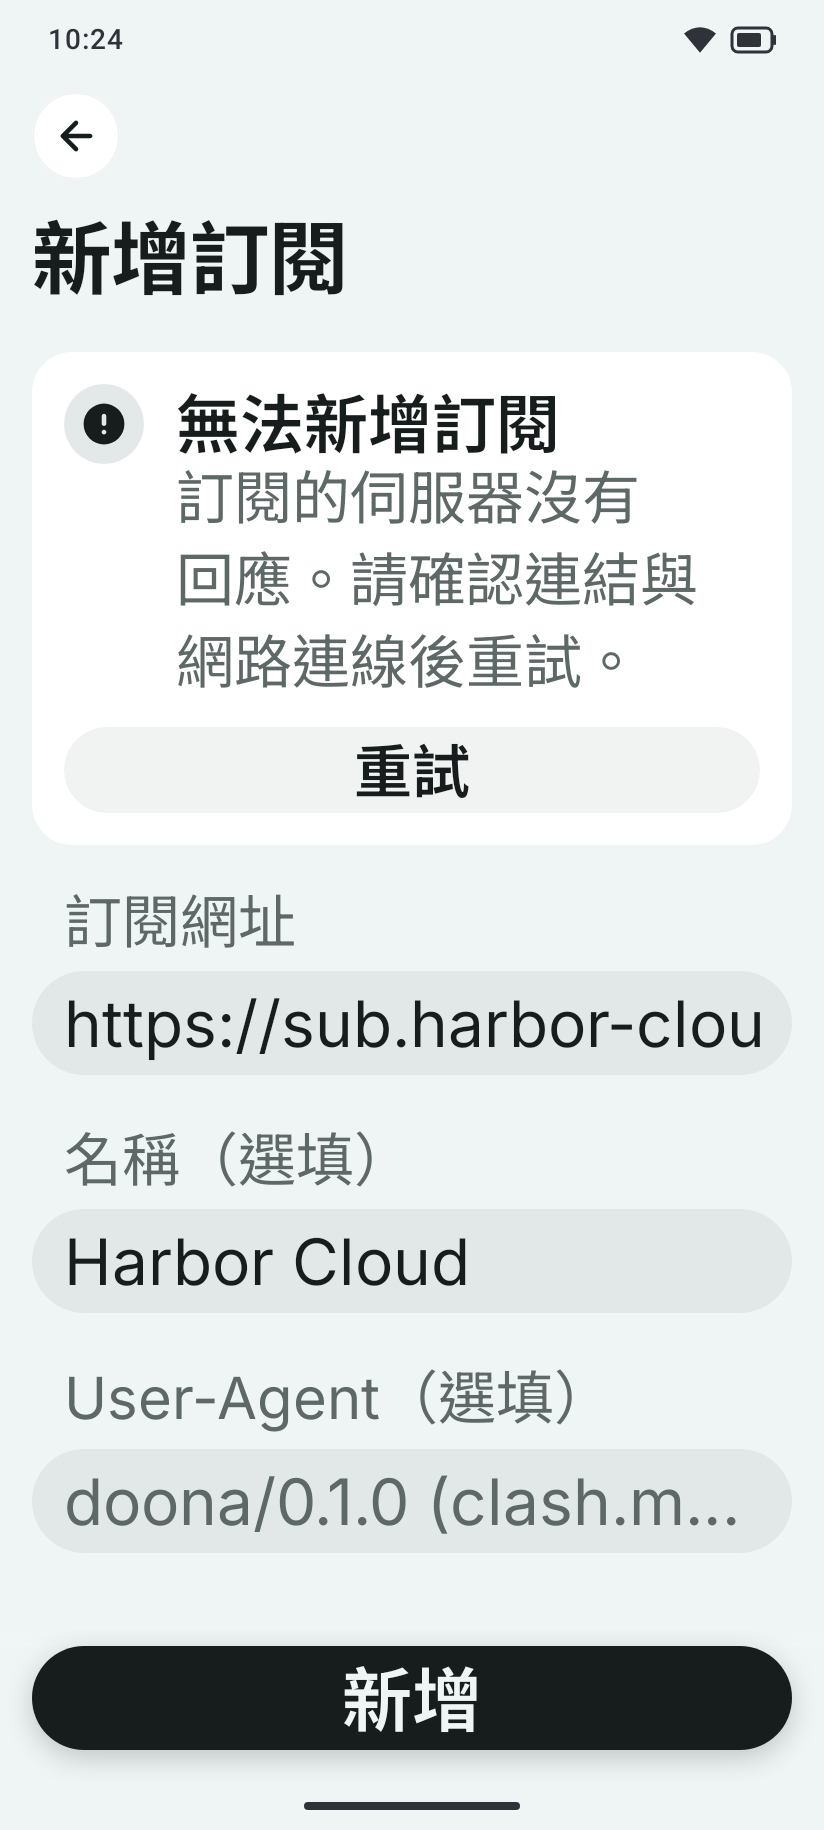 10:24
新增訂閱
無法新增訂閱
訂閱的伺服器沒有
回應。請確認連結與
網路連線後重試。
重試
訂閱網址
https://sub.harbor-clou
名稱（選填）
Harbor Cloud
User-Agent（選填）
doona/0.1.0 (clash.m...
新增